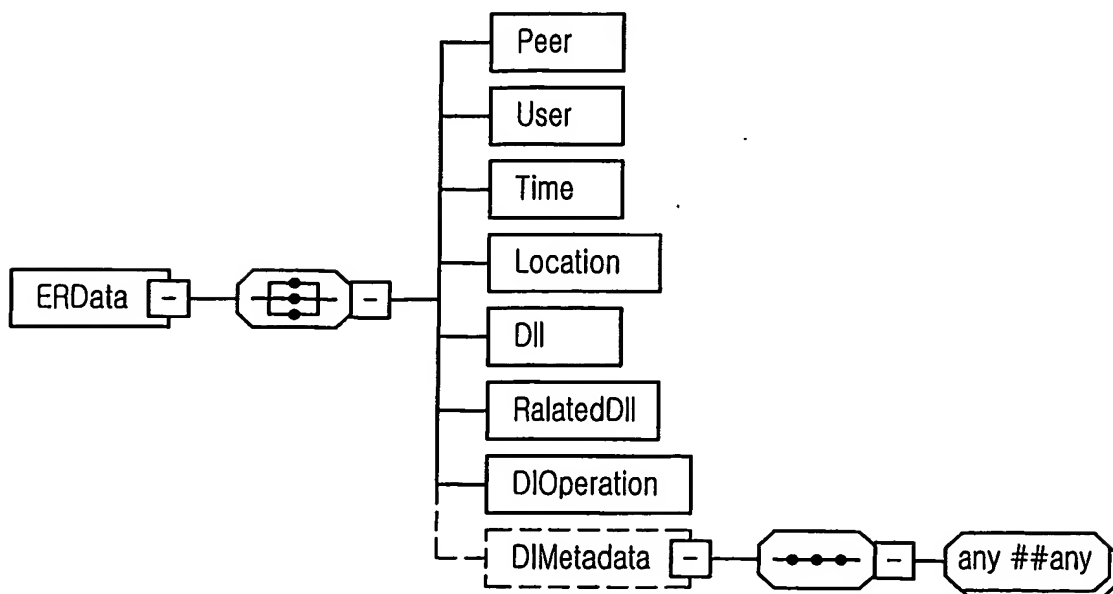 Peer
User
Time
Location
ERData
DII
RalatedDII
DIOperation
DIMetadata
any ##any